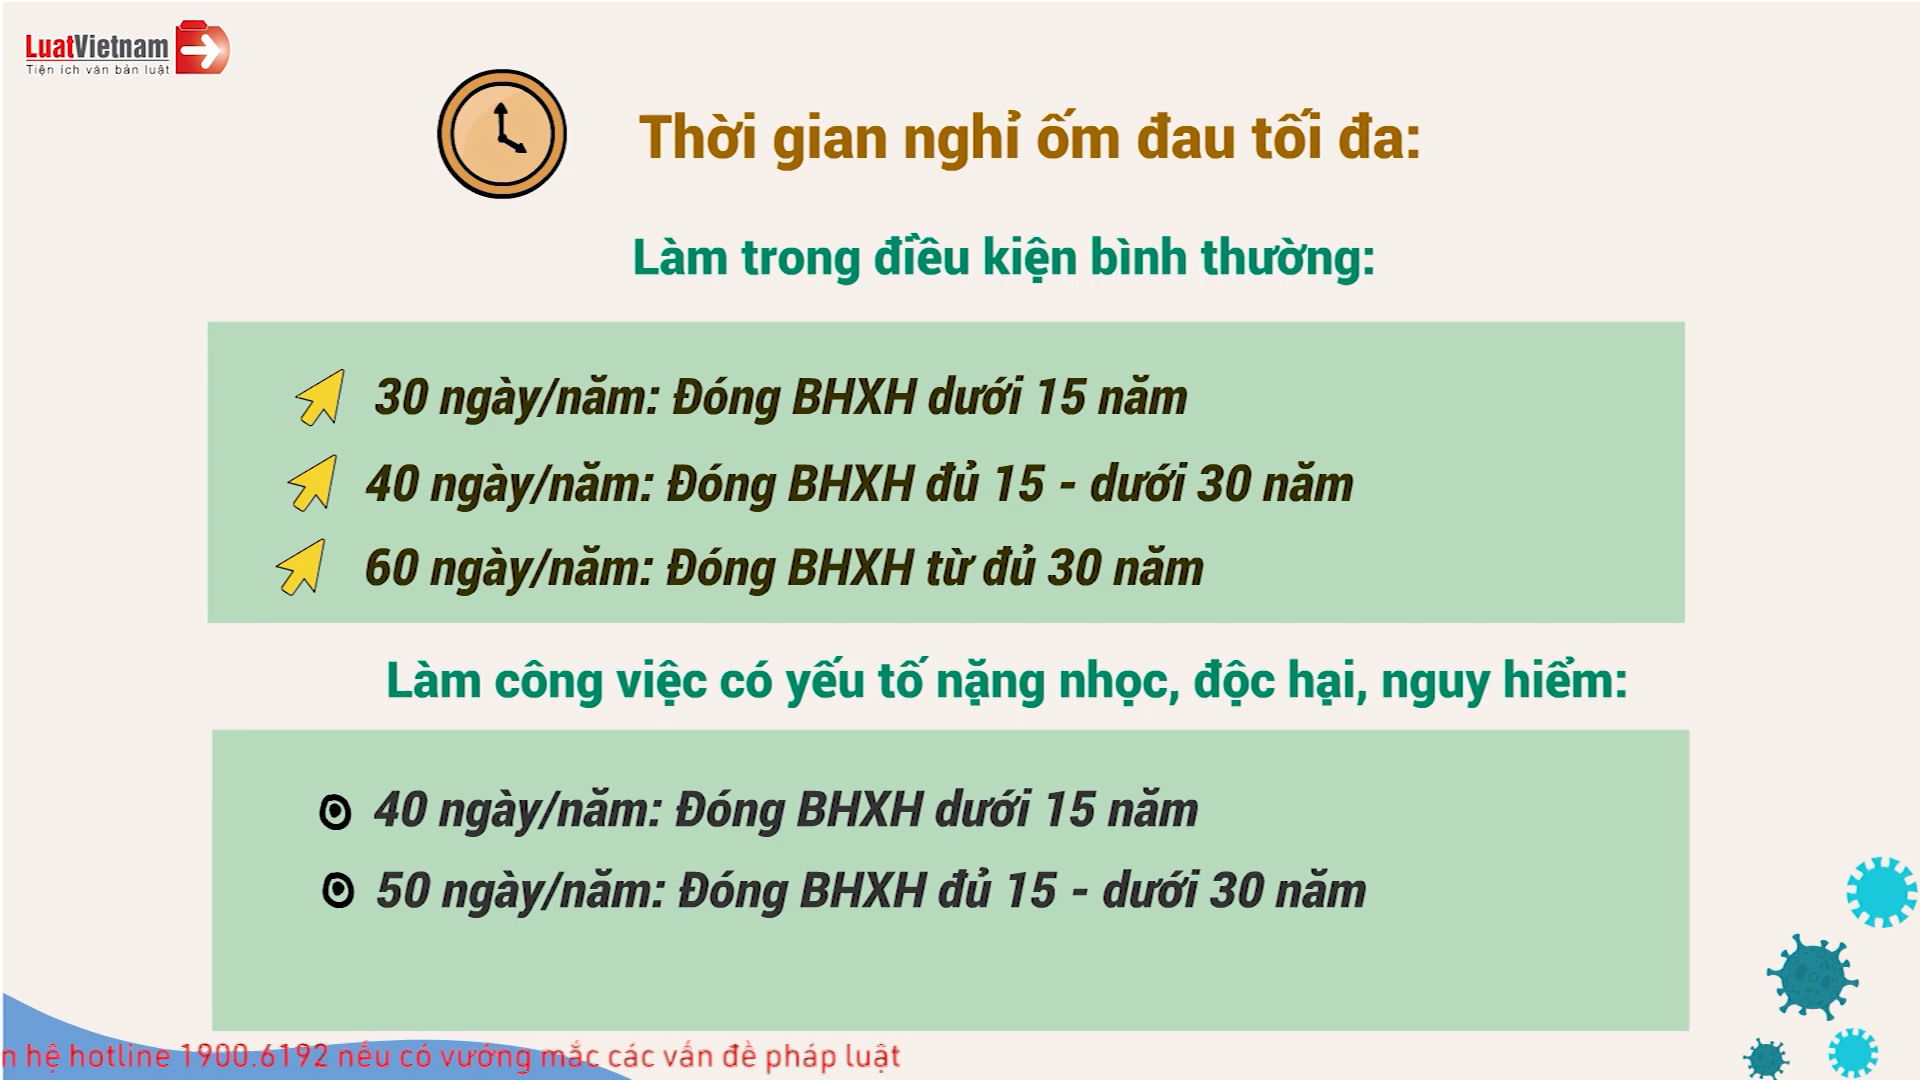 LuatVietnam
Tiện ích văn bản luật
Thời gian nghỉ ốm đau tối đa:
Làm trong điều kiện bình thường:
30 ngày/năm: Đóng BHXH dưới 15 năm
40 ngày/năm: Đóng BHXH đủ 15 - dưới 30 năm
60 ngày/năm: Đóng BHXH từ đủ 30 năm
Làm công việc có yếu tố nặng nhọc, độc hại, nguy hiểm:
40 ngày/năm: Đóng BHXH dưới 15 năm
50 ngày/năm: Đóng BHXH đủ 15 - dưới 30 năm
n hệ hotline 1900.6192 nếu có vướng mắc các vấn đề pháp luật